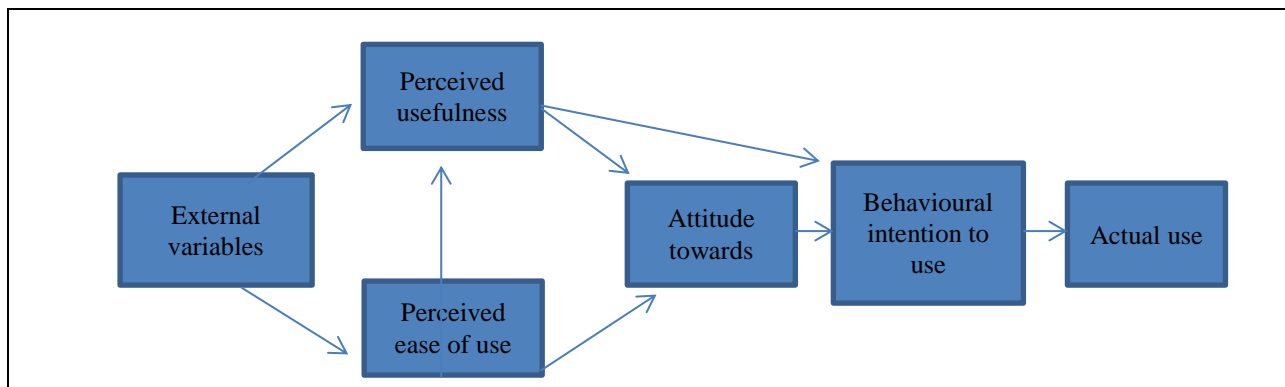 Perceived
usefulness
External
variables
Attitude
towards
Behavioural
intention to
use
Actual use
Perceived
ease of use